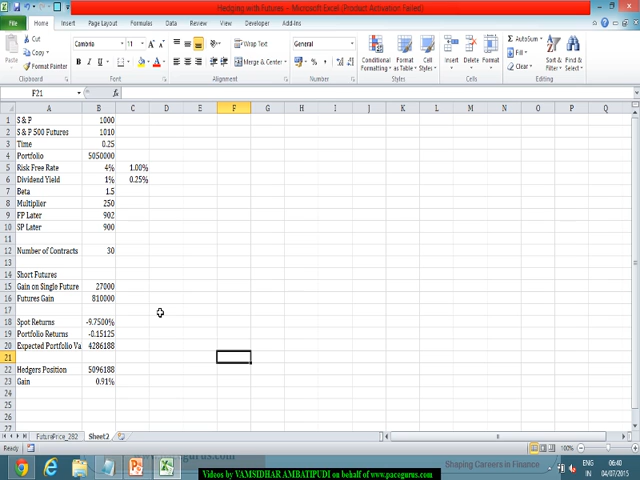 Hedging with Futures - Microsoft Excel (Product Activation Failed)
File Home Insert Page Layout Formulas Data Review View Developer Add-Ins
Cut
Copy
Format Painter
Paste
Clipboard
11
Font
Wrap Text
Merge & Center
Alignment
General
Number
Conditional Formatting
Format as Table
Cell Styles
Styles
Insert Delete Format
Cells
AutoSum
Fill
Clear
Sort & Filter
Find & Select
Editing
F21
A B C D E F G H I J K L M N O P Q
1 S & P 1000
2 S & P 500 Futures 1010
3 Time 0.25
4 Portfolio 5050000
5 Risk Free Rate 4% 1.00%
6 Dividend Yield 1% 0.25%
7 Beta 1.5
8 Multiplier 250
9 FP Later 902
10 SP Later 900
11
12 Number of Contracts 30
13
14 Short Futures
15 Gain on Single Future 27000
16 Futures Gain 810000
17
18 Spot Returns -9.7500%
19 Portfolio Returns -0.15125
20 Expected Portfolio Va 4286188
21
22 Hedgers Position 5096188
23 Gain 0.91%
24
25
26
27
FuturePrice_282 Sheet2
Ready
100%
Videos by VAMSIDHAR AMBATIPUDI on behalf of www.pacegurus.com
Shaping Careers in Finance
ENG
IN
06:40
04/07/2015